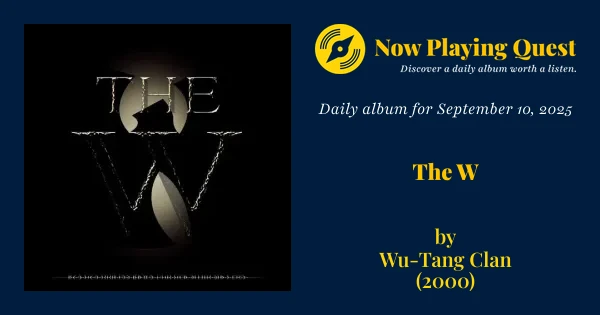 THE
W
Now Playing Quest
Discover a daily album worth a listen.
Daily album for September 10, 2025
The W
by
Wu-Tang Clan
(2000)